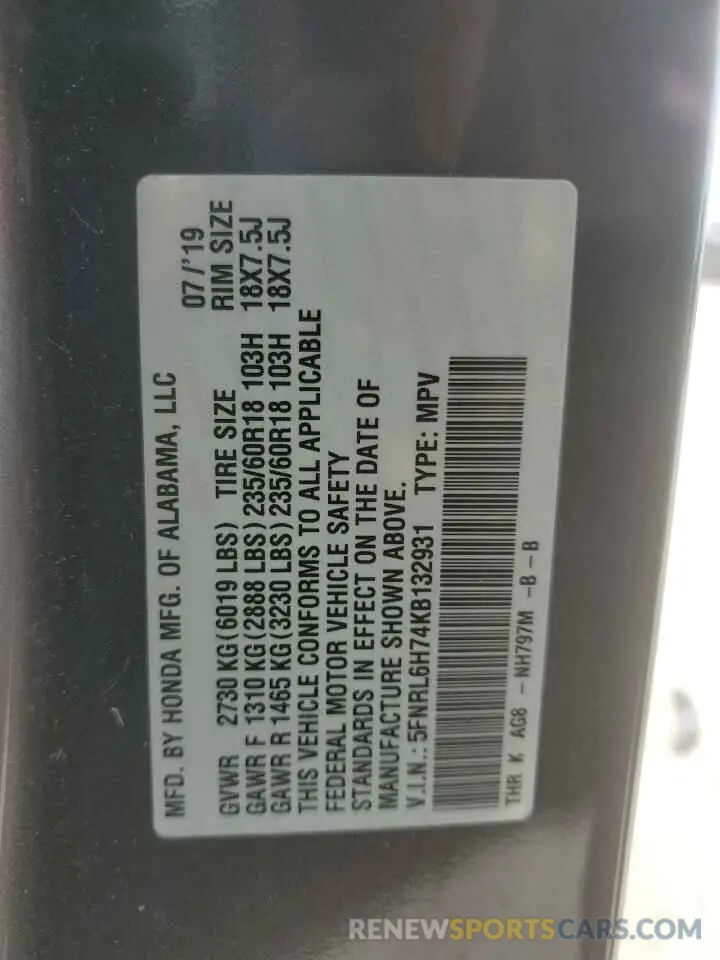 MFD. BY HONDA MFG. OF ALABAMA, LLC 07/'19
GVWR 2730 KG(6019 LBS) TIRE SIZE RIM SIZE
GAWR F 1310 KG(2888 LBS)235/60R18 103H 18X7.5J
GAWR R 1465 KG(3230 LBS)235/60R18 103H 18X7.5J
THIS VEHICLE CONFORMS TO ALL APPLICABLE
FEDERAL MOTOR VEHICLE SAFETY
STANDARDS IN EFFECT ON THE DATE OF
MANUFACTURE SHOWN ABOVE.
V.I.N.:5FNRL6H74KB132931 TYPE: MPV
THR K AG8 -NH797M -B -B
RENEWSPORTSCARS.COM